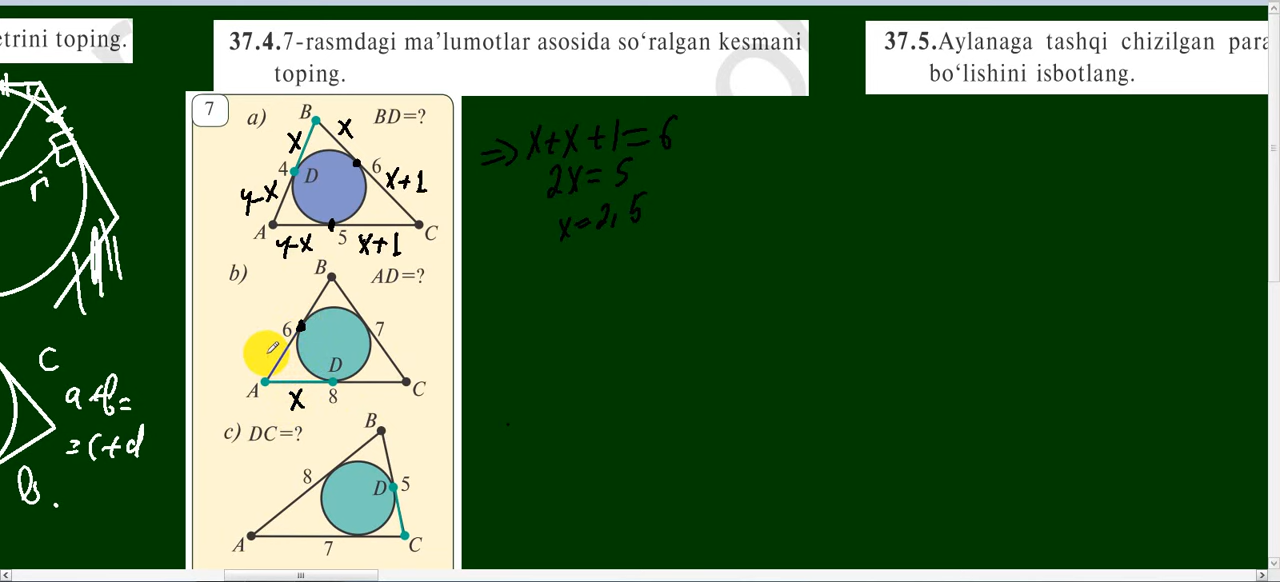 etrini toping.
37.4.7-rasmdagi ma’lumotlar asosida so‘ralgan kesmani
toping.
37.5.Aylanaga tashqi chizilgan para
bo‘lishini isbotlang.
7
a)
B
BD=?
x
x
4
D
6
4-x
x+1
A
C
4-x
5
x+1
⇒ x+x+1=6
2x=5
x=2,5
b)
B
AD=?
6
7
D
A
C
x
8
c) DC=?
B
8
D
5
A
7
C
r
C
a+b=
=c+d
B.